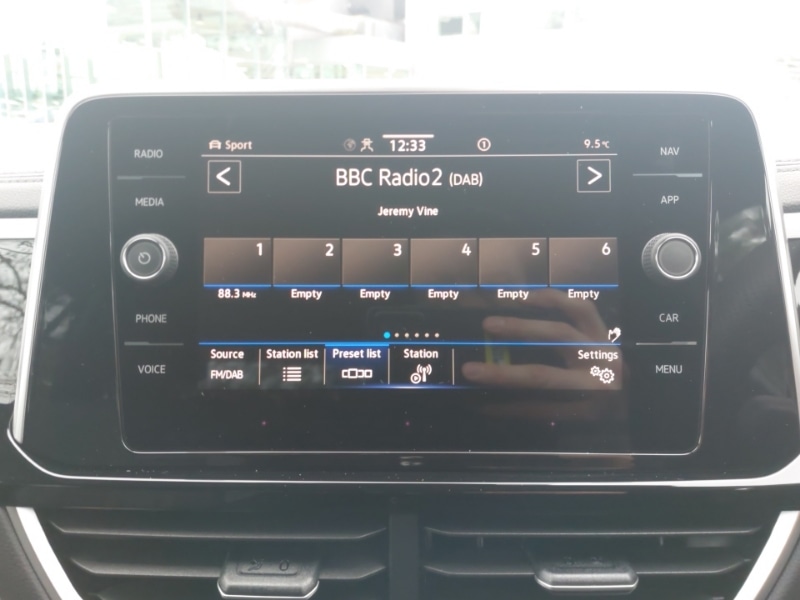 RADIO
MEDIA
PHONE
VOICE
Sport 12:33 1 9.5°C
< BBC Radio2 (DAB) >
Jeremy Vine
1 2 3 4 5 6
88.3 MHz Empty Empty Empty Empty Empty
Source Station list Preset list Station Settings
FM/DAB
NAV
APP
CAR
MENU